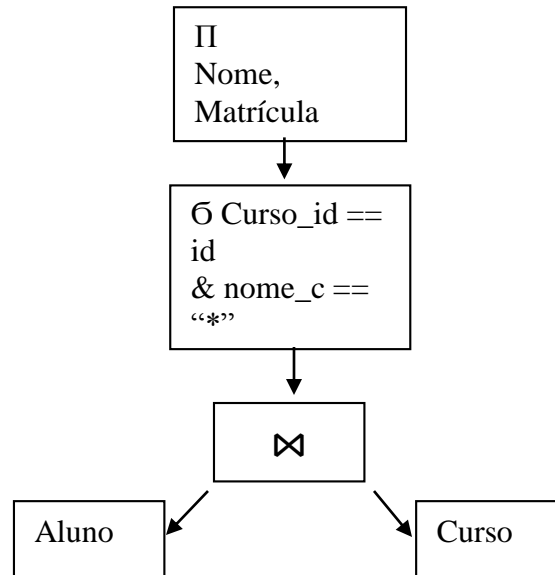 Π
Nome,
Matrícula
Ϭ Curso_id ==
id
& nome_c ==
“*”
⋈
Aluno
Curso